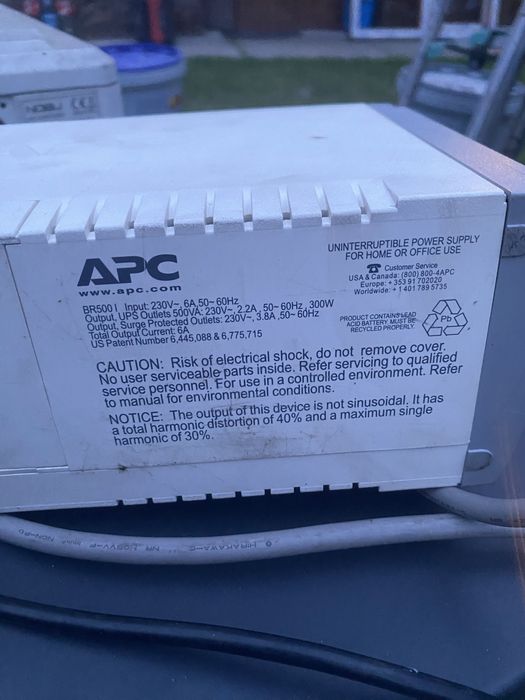 APC
www.apc.com
BR500I Input: 230V~, 6A, 50~ 60Hz
Output, UPS Outlets 500VA: 230V~, 2.2A, 50~60Hz, 300W
Output, Surge Protected Outlets: 230V~, 3.8A, 50~ 60Hz
Total Output Current: 6A
US Patent Number 6,445,088 & 6,775,715
UNINTERRUPTIBLE POWER SUPPLY
FOR HOME OR OFFICE USE
Customer Service
USA & Canada: (800) 800-4APC
Europe: + 353 91 702020
Worldwide: + 1 401 789 5735
PRODUCT CONTAINS LEAD
ACID BATTERY. MUST BE
RECYCLED PROPERLY.
Pb
CAUTION: Risk of electrical shock, do not remove cover.
No user serviceable parts inside. Refer servicing to qualified
service personnel. For use in a controlled environment. Refer
to manual for environmental conditions.
NOTICE: The output of this device is not sinusoidal. It has
a total harmonic distortion of 40% and a maximum single
harmonic of 30%.